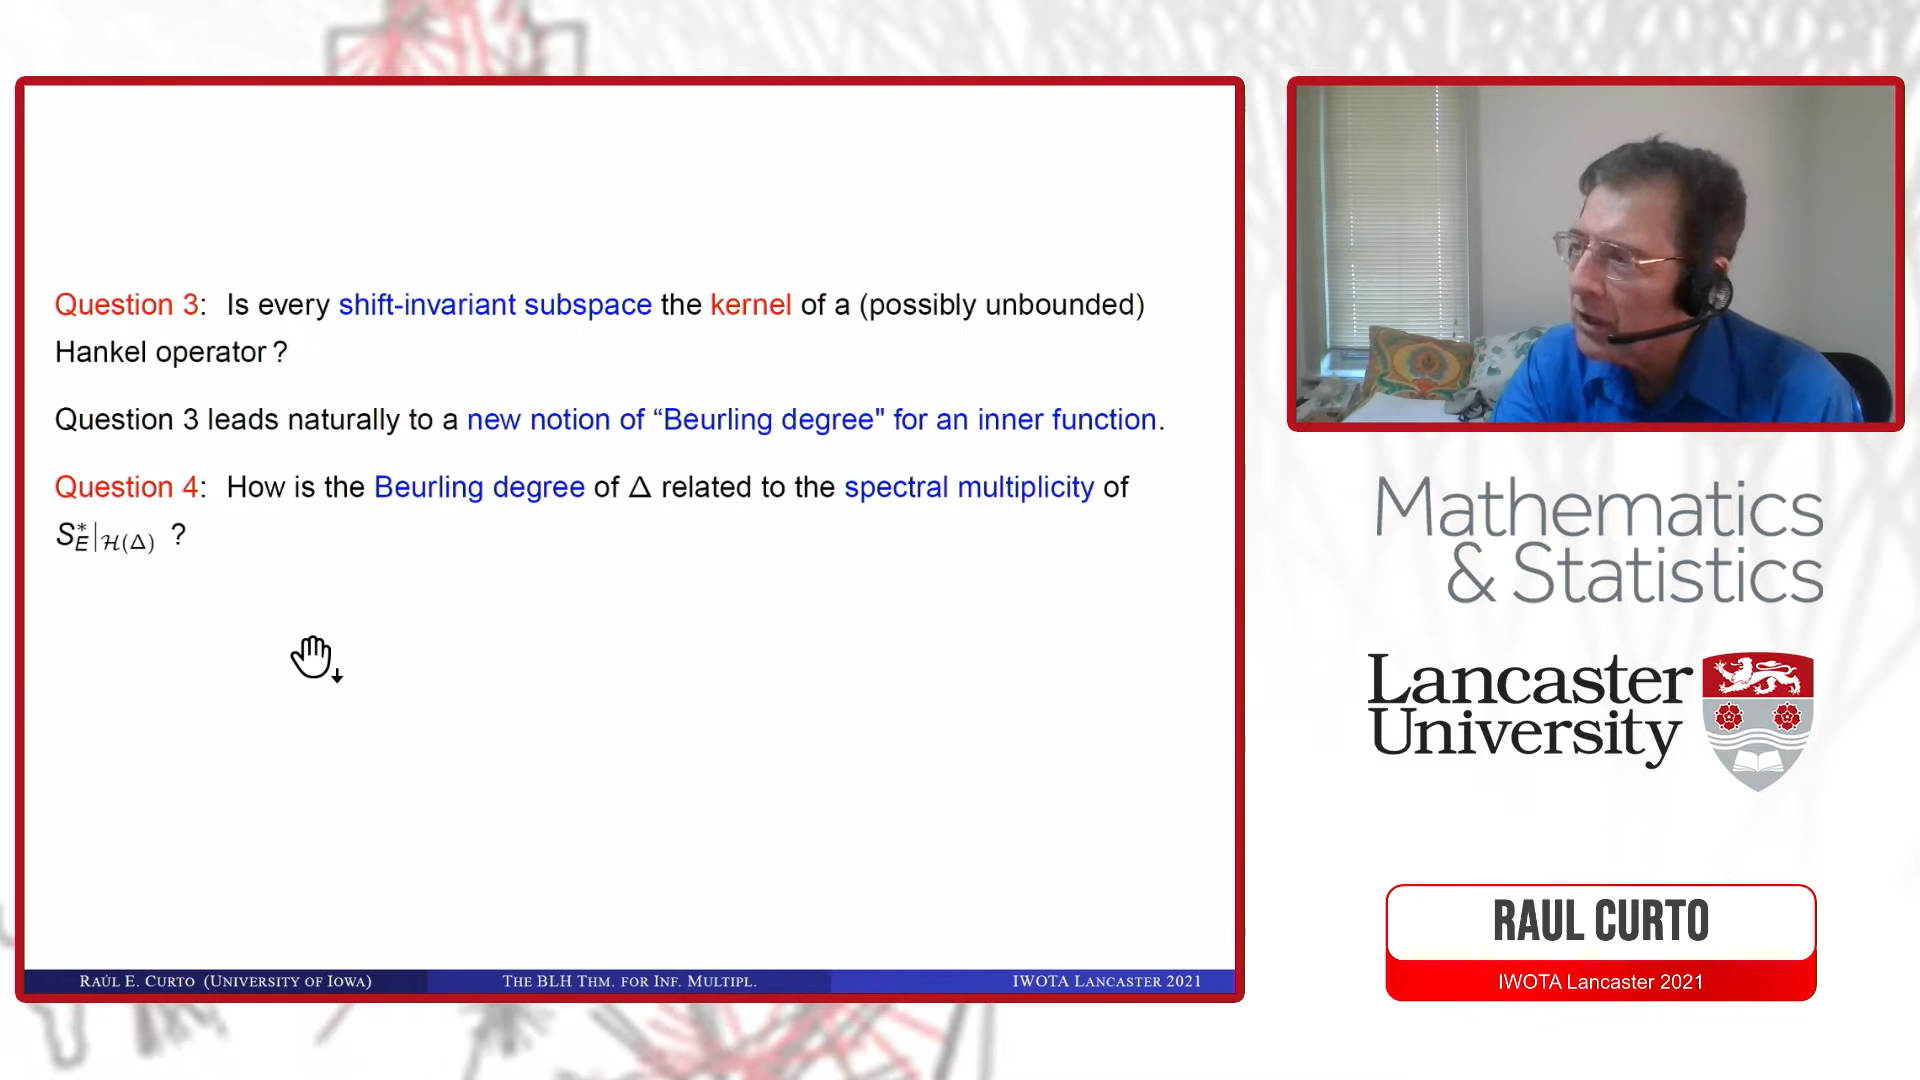 Question 3: Is every shift-invariant subspace the kernel of a (possibly unbounded)
Hankel operator ?
Question 3 leads naturally to a new notion of “Beurling degree" for an inner function.
Question 4: How is the Beurling degree of Δ related to the spectral multiplicity of
S*_E|_{ℋ(Δ)} ?
RAÚL E. CURTO (UNIVERSITY OF IOWA) THE BLH THM. FOR INF. MULTIPL. IWOTA LANCASTER 2021
Mathematics
& Statistics
Lancaster
University
RAUL CURTO
IWOTA Lancaster 2021